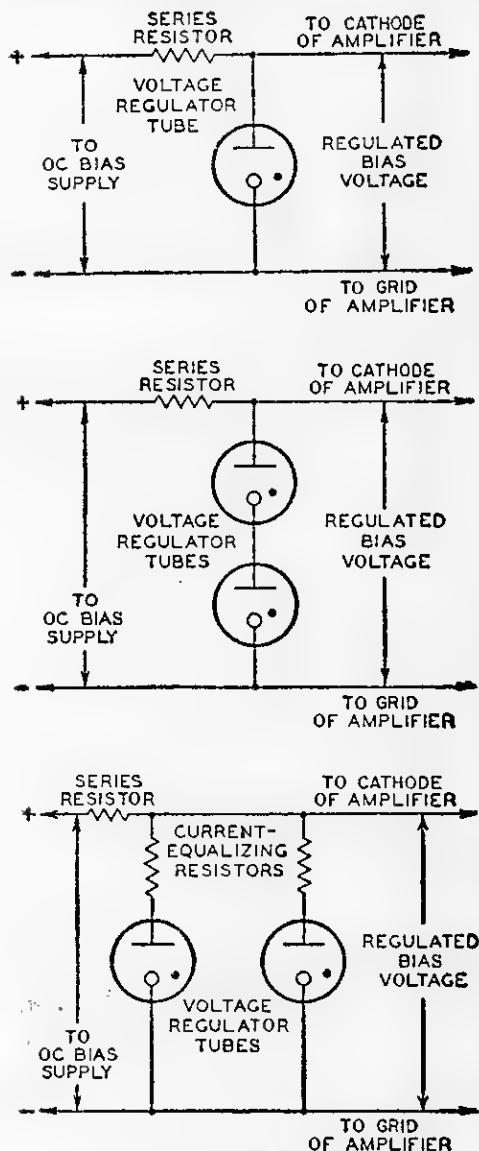 SERIES
RESISTOR
TO CATHODE
OF AMPLIFIER
+
VOLTAGE
REGULATOR
TUBE
TO
OC BIAS
SUPPLY
REGULATED
BIAS
VOLTAGE
-
TO GRID
OF AMPLIFIER
SERIES
RESISTOR
TO CATHODE
OF AMPLIFIER
+
VOLTAGE
REGULATOR
TUBES
TO
OC BIAS
SUPPLY
REGULATED
BIAS
VOLTAGE
-
TO GRID
OF AMPLIFIER
SERIES
RESISTOR
TO CATHODE
OF AMPLIFIER
+
CURRENT-
EQUALIZING
RESISTORS
REGULATED
BIAS
VOLTAGE
VOLTAGE
REGULATOR
TUBES
TO
OC BIAS
SUPPLY
-
TO GRID
OF AMPLIFIER